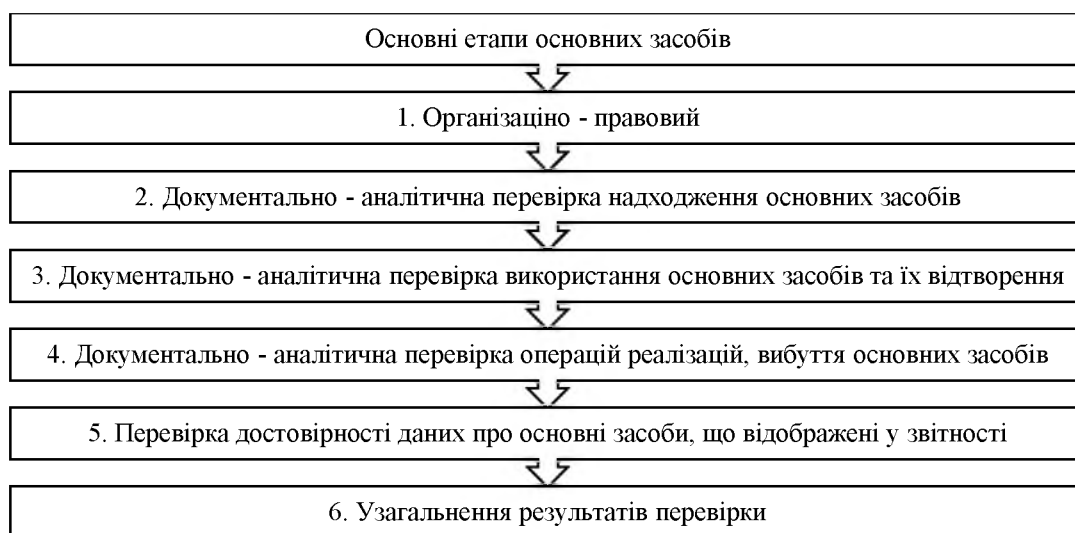 Основні етапи основних засобів
1. Організаціно - правовий
2. Документально - аналітична перевірка надходження основних засобів
3. Документально - аналітична перевірка використання основних засобів та їх відтворення
4. Документально - аналітична перевірка операцій реалізацій, вибуття основних засобів
5. Перевірка достовірності даних про основні засоби, що відображені у звітності
6. Узагальнення результатів перевірки